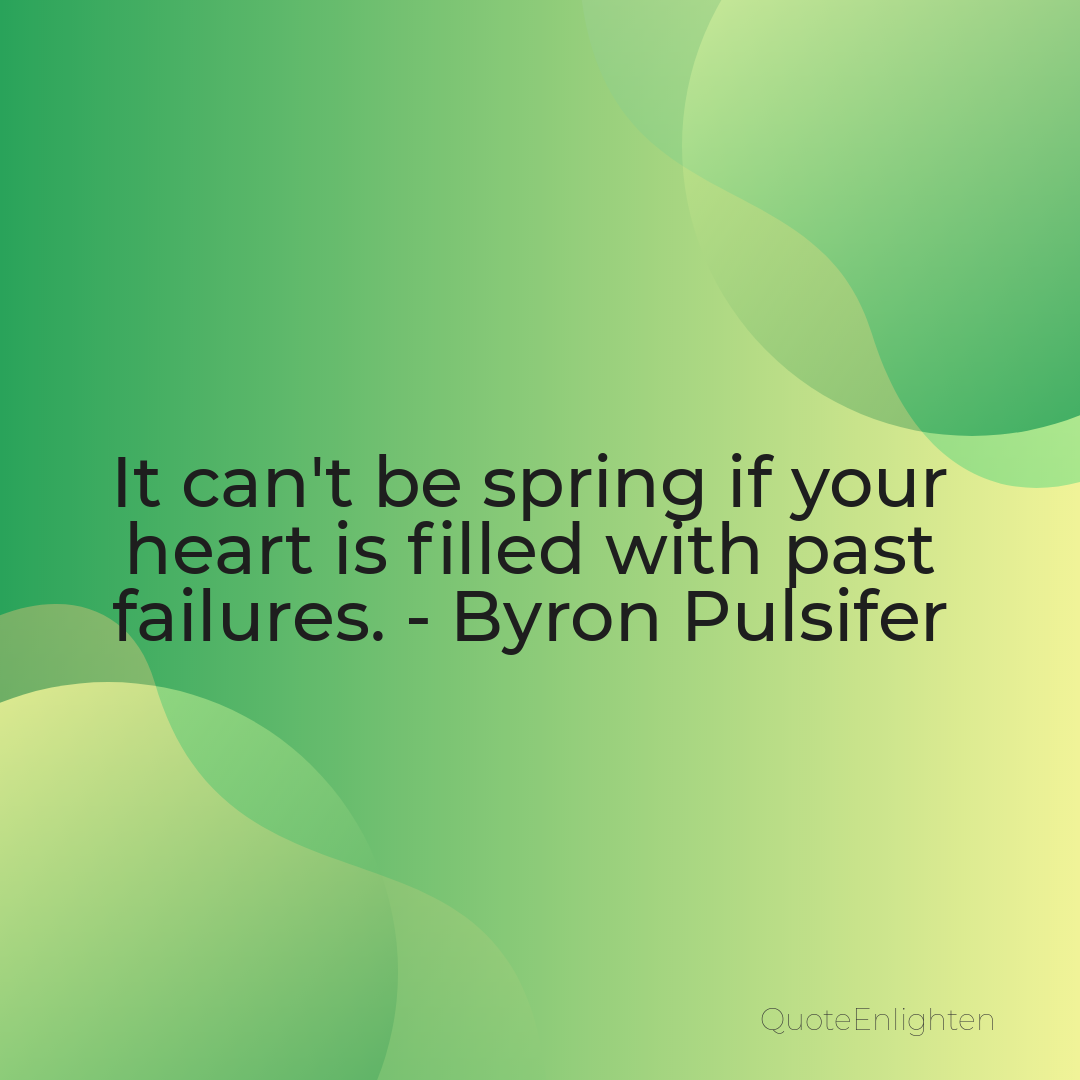 It can't be spring if your
heart is filled with past
failures. - Byron Pulsifer
QuoteEnlighten